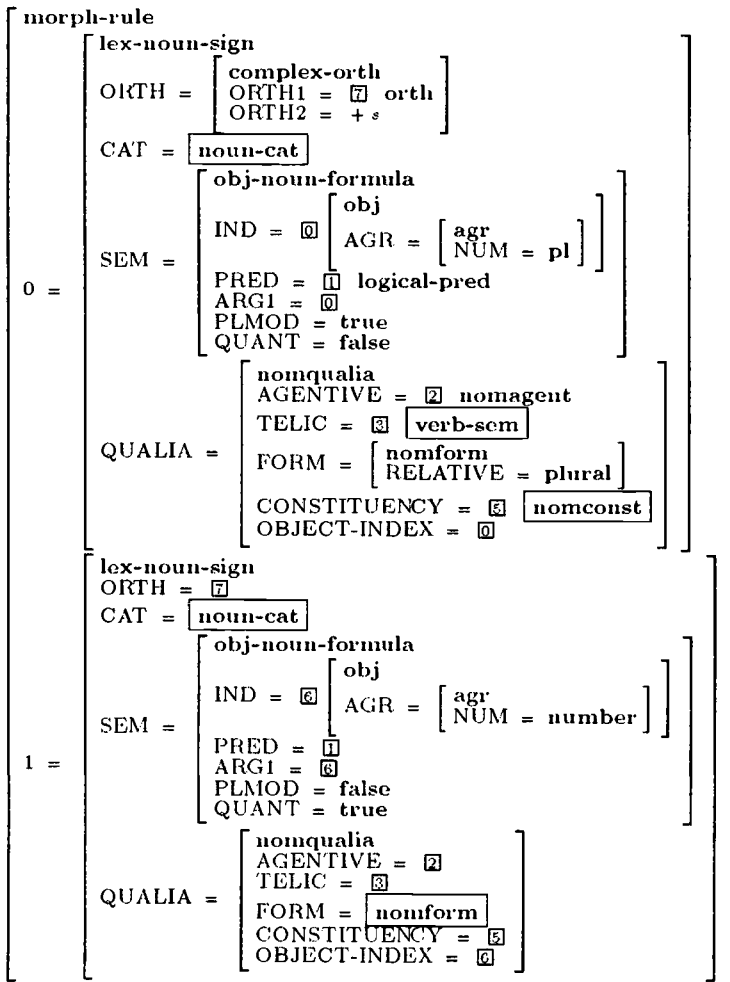 morph-rule
lex-noun-sign
complex-orth
ORTH = ORTH1 = 7 orth
ORTH2 = + s
CAT = noun-cat
obj-noun-formula
obj
IND = 0 AGR = agr
NUM = pl
SEM =
PRED = 1 logical-pred
0 =
ARG1 = 0
PLMOD = true
QUANT = false
nomqualia
AGENTIVE = 2 nomagent
TELIC = 3 verb-sem
QUALIA = FORM = nomform
RELATIVE = plural
CONSTITUENCY = 5 nomconst
OBJECT-INDEX = 0
lex-noun-sign
ORTH = 7
CAT = noun-cat
obj-noun-formula
obj
IND = 6 AGR = agr
NUM = number
SEM =
PRED = 1
1 = ARG1 = 6
PLMOD = false
QUANT = true
nomqualia
AGENTIVE = 2
TELIC = 3
QUALIA = FORM = nomform
CONSTITUENCY = 5
OBJECT-INDEX = 6